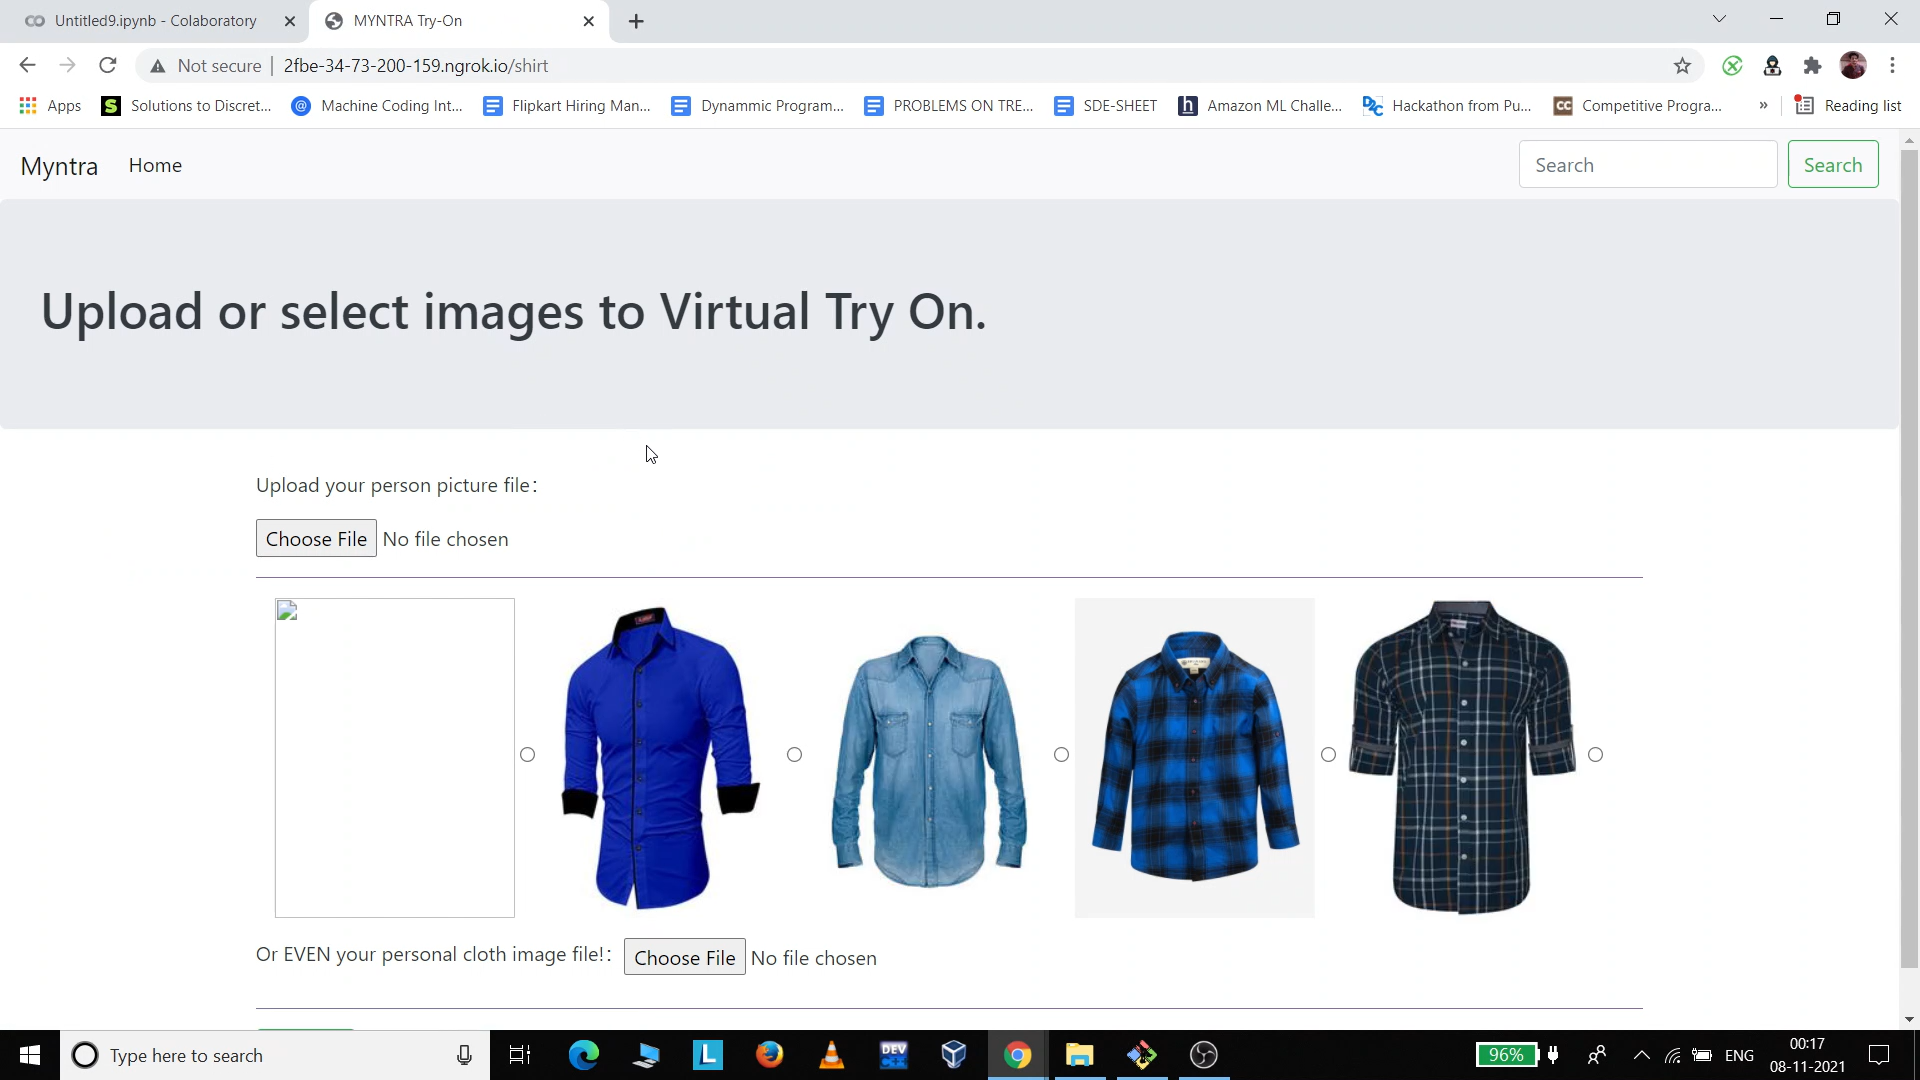 Untitled9.ipynb - Colaboratory
MYNTRA Try-On
Not secure
2fbe-34-73-200-159.ngrok.io/shirt
Apps
Solutions to Discret...
Machine Coding Int...
Flipkart Hiring Man...
Dynammic Program...
PROBLEMS ON TRE...
SDE-SHEET
Amazon ML Challe...
Hackathon from Pu...
Competitive Progra...
»
Reading list
Myntra
Home
Search
Search
Upload or select images to Virtual Try On.
Upload your person picture file:
Choose File
No file chosen
Or EVEN your personal cloth image file!:
Choose File
No file chosen
Type here to search
DEV
96%
ENG
00:17
08-11-2021